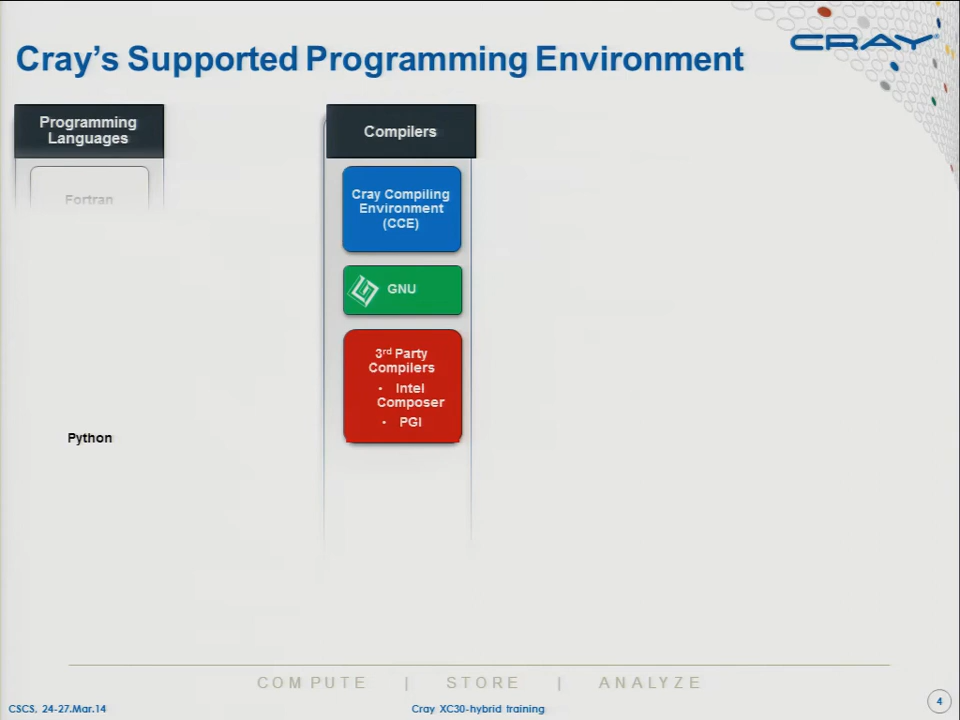 CRAY
Cray's Supported Programming Environment
Programming
Languages
Fortran
Python
Compilers
Cray Compiling
Environment
(CCE)
GNU
3rd Party
Compilers
• Intel
Composer
• PGI
COMPUTE | STORE | ANALYZE
CSCS, 24-27.Mar.14
Cray XC30-hybrid training
4